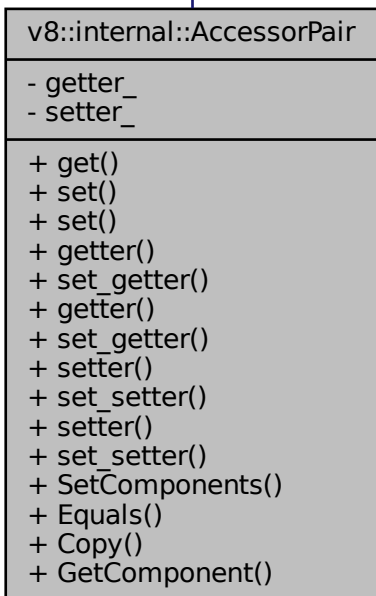 v8::internal::AccessorPair
- getter_
- setter_
+ get()
+ set()
+ set()
+ getter()
+ set_getter()
+ getter()
+ set_getter()
+ setter()
+ set_setter()
+ setter()
+ set_setter()
+ SetComponents()
+ Equals()
+ Copy()
+ GetComponent()